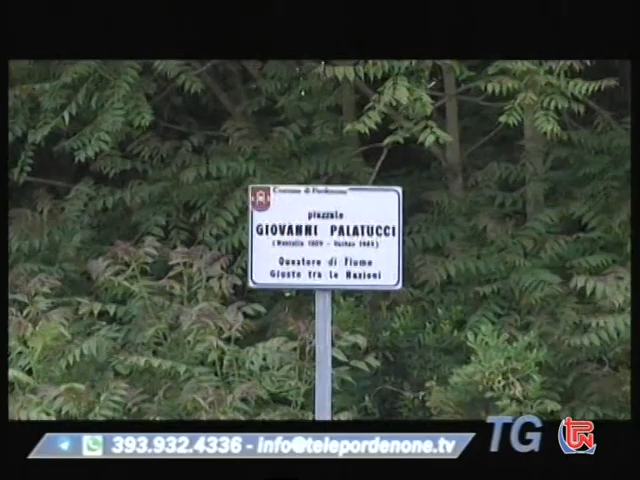 Comune di Pordenone
piazzale
GIOVANNI PALATUCCI
(Montella 1909 - Dachau 1945)
Questore di Fiume
Giusto tra le Nazioni
393.932.4336 - info@telepordenone.tv
TG